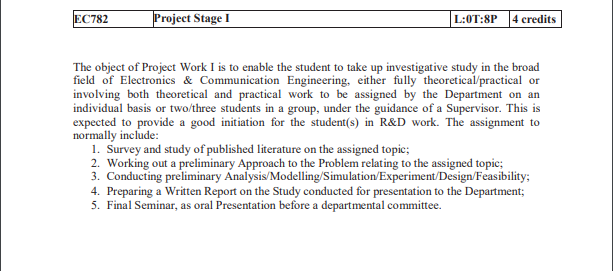 EC782 Project Stage I L:0T:8P 4 credits
The object of Project Work I is to enable the student to take up investigative study in the broad
field of Electronics & Communication Engineering, either fully theoretical/practical or
involving both theoretical and practical work to be assigned by the Department on an
individual basis or two/three students in a group, under the guidance of a Supervisor. This is
expected to provide a good initiation for the student(s) in R&D work. The assignment to
normally include:
1. Survey and study of published literature on the assigned topic;
2. Working out a preliminary Approach to the Problem relating to the assigned topic;
3. Conducting preliminary Analysis/Modelling/Simulation/Experiment/Design/Feasibility;
4. Preparing a Written Report on the Study conducted for presentation to the Department;
5. Final Seminar, as oral Presentation before a departmental committee.